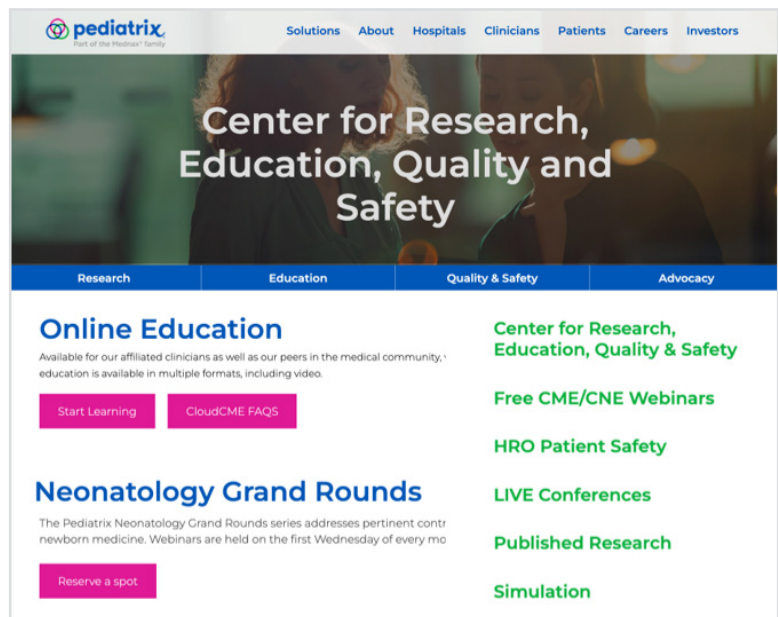 pediatrix
Part of the Mednax® family
Solutions About Hospitals Clinicians Patients Careers Investors
Center for Research,
Education, Quality and
Safety
Research Education Quality & Safety Advocacy
Online Education
Available for our affiliated clinicians as well as our peers in the medical community,
education is available in multiple formats, including video.
Start Learning CloudCME FAQS
Neonatology Grand Rounds
The Pediatrix Neonatology Grand Rounds series addresses pertinent contr
newborn medicine. Webinars are held on the first Wednesday of every mo
Reserve a spot
Center for Research,
Education, Quality & Safety
Free CME/CNE Webinars
HRO Patient Safety
LIVE Conferences
Published Research
Simulation